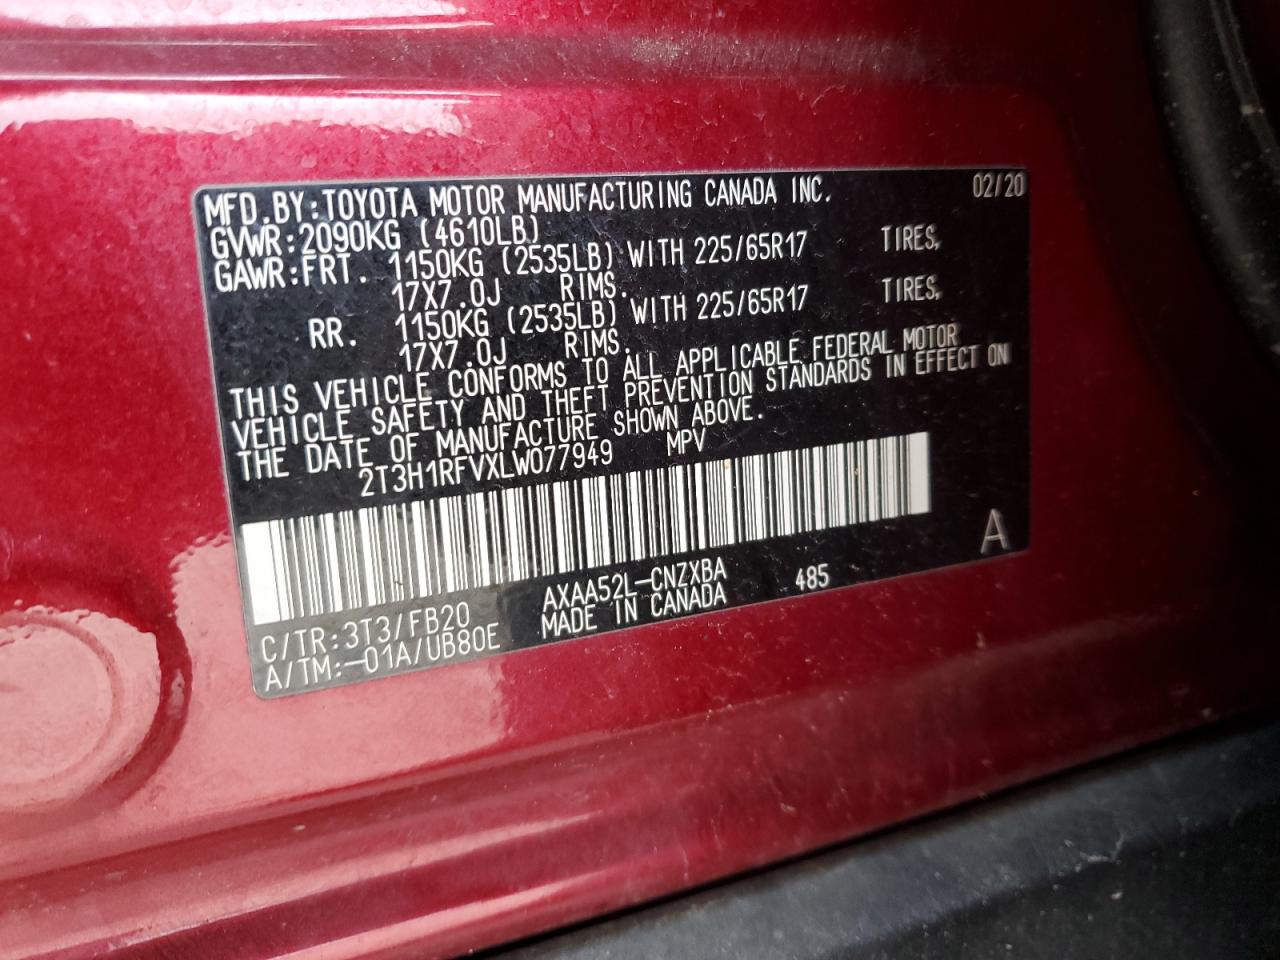 MFD.BY:TOYOTA MOTOR MANUFACTURING CANADA INC. 02/20
GVWR:2090KG (4610LB)
GAWR:FRT. 1150KG (2535LB) WITH 225/65R17 TIRES,
17X7.0J RIMS.
RR. 1150KG (2535LB) WITH 225/65R17 TIRES,
17X7.0J RIMS.
THIS VEHICLE CONFORMS TO ALL APPLICABLE FEDERAL MOTOR
VEHICLE SAFETY AND THEFT PREVENTION STANDARDS IN EFFECT ON
THE DATE OF MANUFACTURE SHOWN ABOVE.
2T3H1RFVXLW077949 MPV
A
C/TR:3T3/FB20 AXAA52L-CNZXBA 485
A/TM:-01A/UB80E MADE IN CANADA